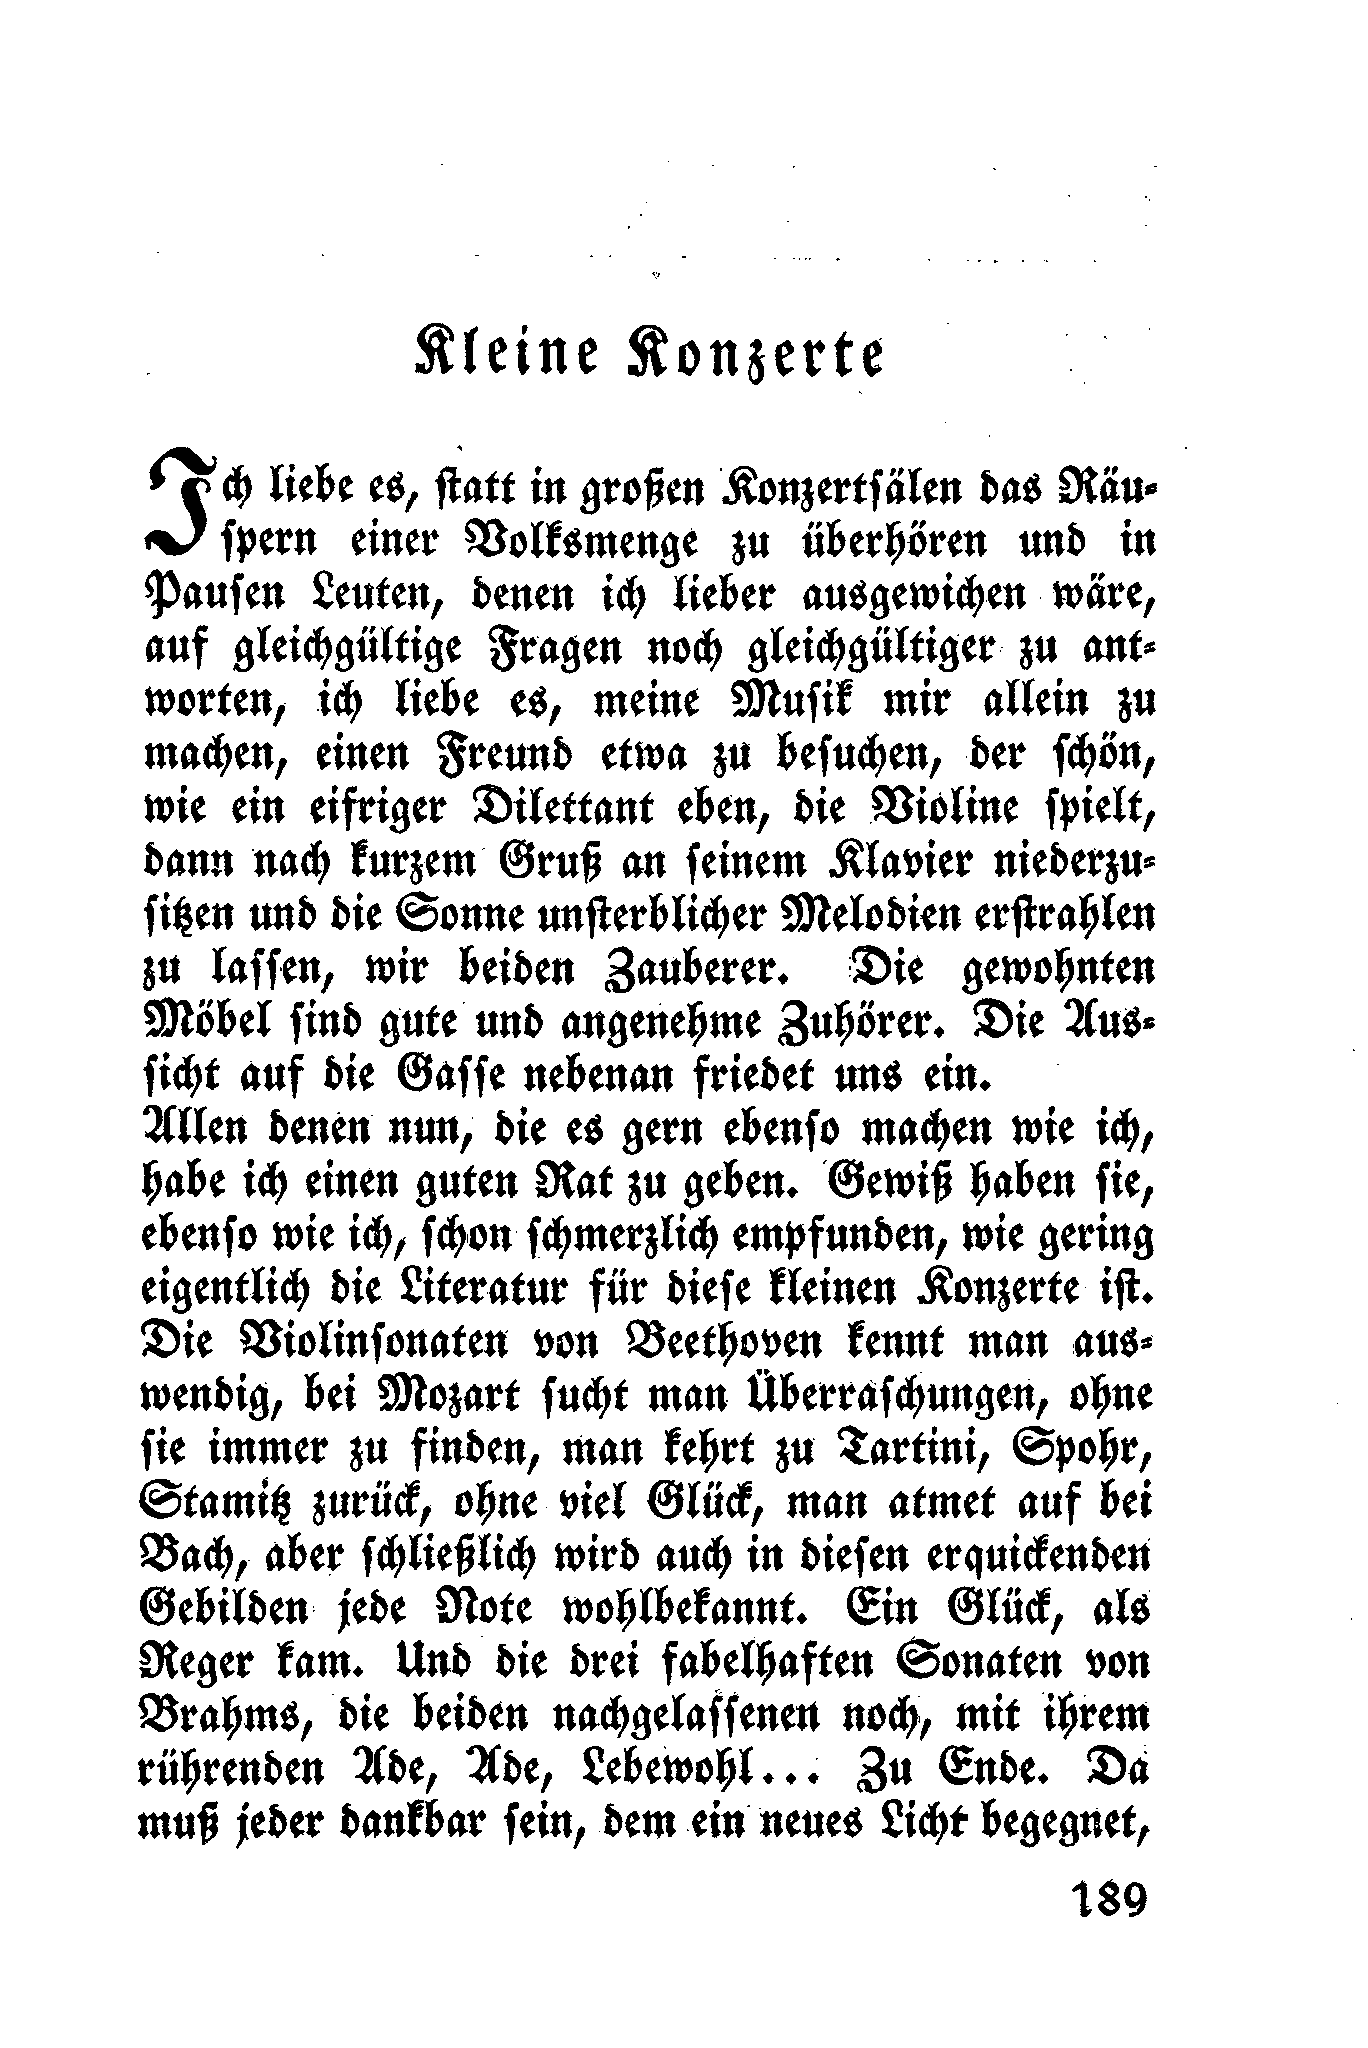 Kleine Konzerte
Ich liebe es, statt in großen Konzertsälen das Räu-
spern einer Volksmenge zu überhören und in
Pausen Leuten, denen ich lieber ausgewichen wäre,
auf gleichgültige Fragen noch gleichgültiger zu ant-
worten, ich liebe es, meine Musik mir allein zu
machen, einen Freund etwa zu besuchen, der schön,
wie ein eifriger Dilettant eben, die Violine spielt,
dann nach kurzem Gruß an seinem Klavier niederzu-
sitzen und die Sonne unsterblicher Melodien erstrahlen
zu lassen, wir beiden Zauberer. Die gewohnten
Möbel sind gute und angenehme Zuhörer. Die Aus-
sicht auf die Gasse nebenan friedet uns ein.
Allen denen nun, die es gern ebenso machen wie ich,
habe ich einen guten Rat zu geben. Gewiß haben sie,
ebenso wie ich, schon schmerzlich empfunden, wie gering
eigentlich die Literatur für diese kleinen Konzerte ist.
Die Violinsonaten von Beethoven kennt man aus-
wendig, bei Mozart sucht man Überraschungen, ohne
sie immer zu finden, man kehrt zu Tartini, Spohr,
Stamitz zurück, ohne viel Glück, man atmet auf bei
Bach, aber schließlich wird auch in diesen erquickenden
Gebilden jede Note wohlbekannt. Ein Glück, als
Reger kam. Und die drei fabelhaften Sonaten von
Brahms, die beiden nachgelassenen noch, mit ihrem
rührenden Ade, Ade, Lebewohl... Zu Ende. Da
muß jeder dankbar sein, dem ein neues Licht begegnet,
189